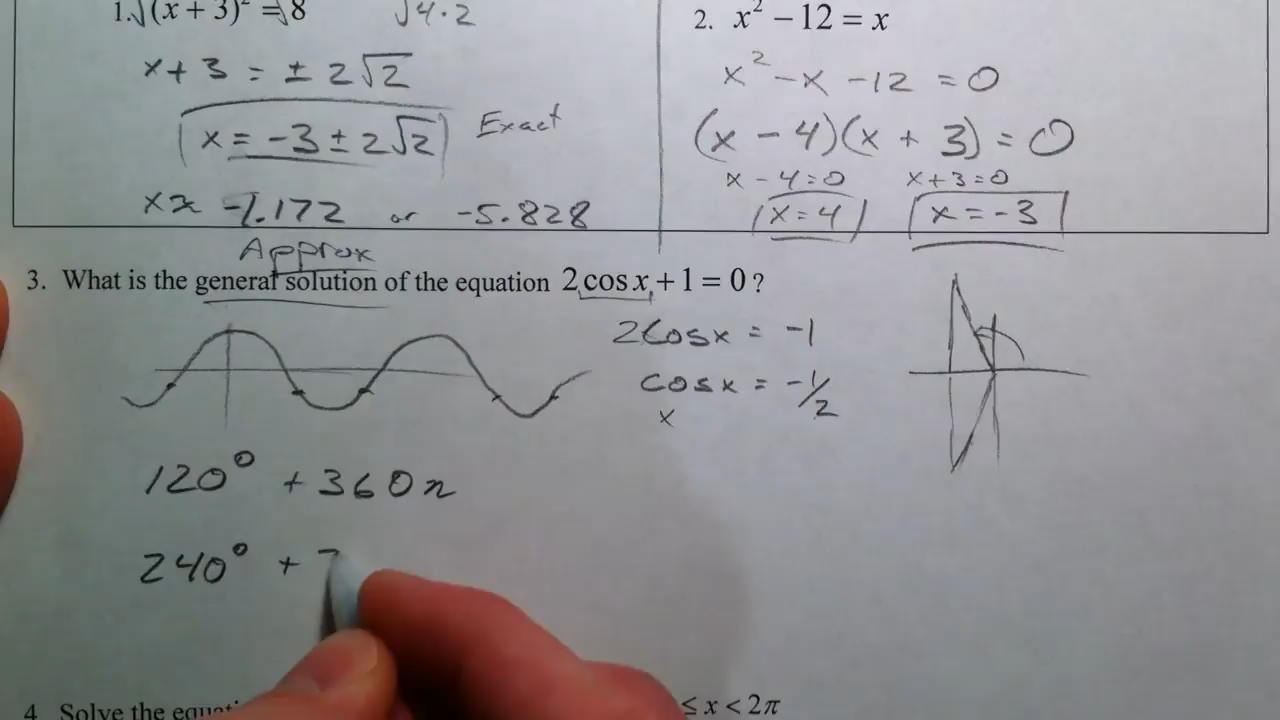 1. √(x + 3)² = √8 √4·2
x + 3 = ± 2√2
x = -3 ± 2√2 Exact
x ≈ -.172 or -5.828
Approx
2. x² − 12 = x
x² - x - 12 = 0
(x - 4)(x + 3) = 0
x - 4 = 0 x + 3 = 0
x = 4 x = -3
3. What is the general solution of the equation 2 cos x + 1 = 0 ?
2cosx = -1
cosx = -1/2
x
120° + 360n
240° +
4 Solve the
≤ x < 2π